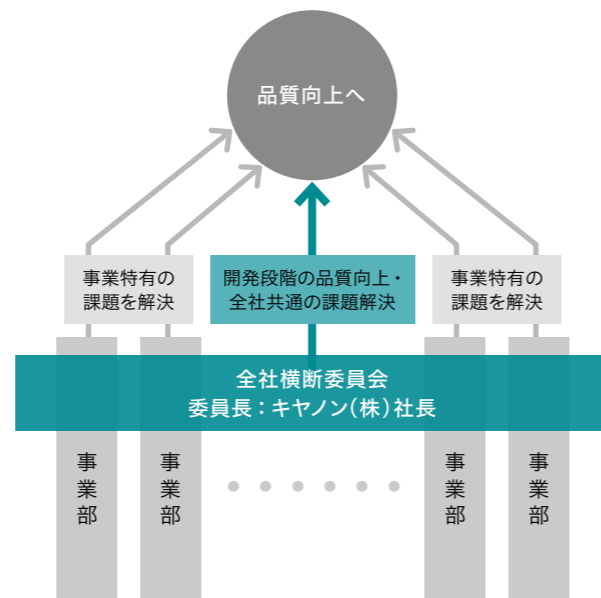 品質向上へ
事業特有の
課題を解決
開発段階の品質向上・
全社共通の課題解決
事業特有の
課題を解決
全社横断委員会
委員長：キヤノン(株)社長
事業部
事業部
事業部
事業部